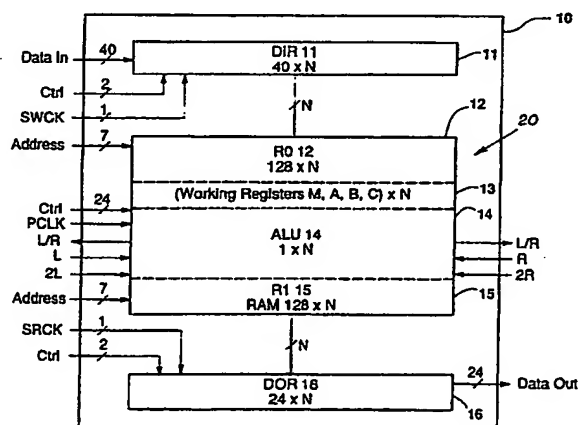 10
Data In 40
DIR 11
40 x N
11
Ctrl 2
SWCK 1
N
12
20
Address 7
R0 12
128 x N
(Working Registers M, A, B, C) x N
13
Ctrl 24
14
PCLK
L/R
ALU 14
1 x N
L/R
L
R
2L
2R
Address 7
R1 15
RAM 128 x N
15
SRCK 1
N
Ctrl 2
DOR 16
24 x N
24
Data Out
16